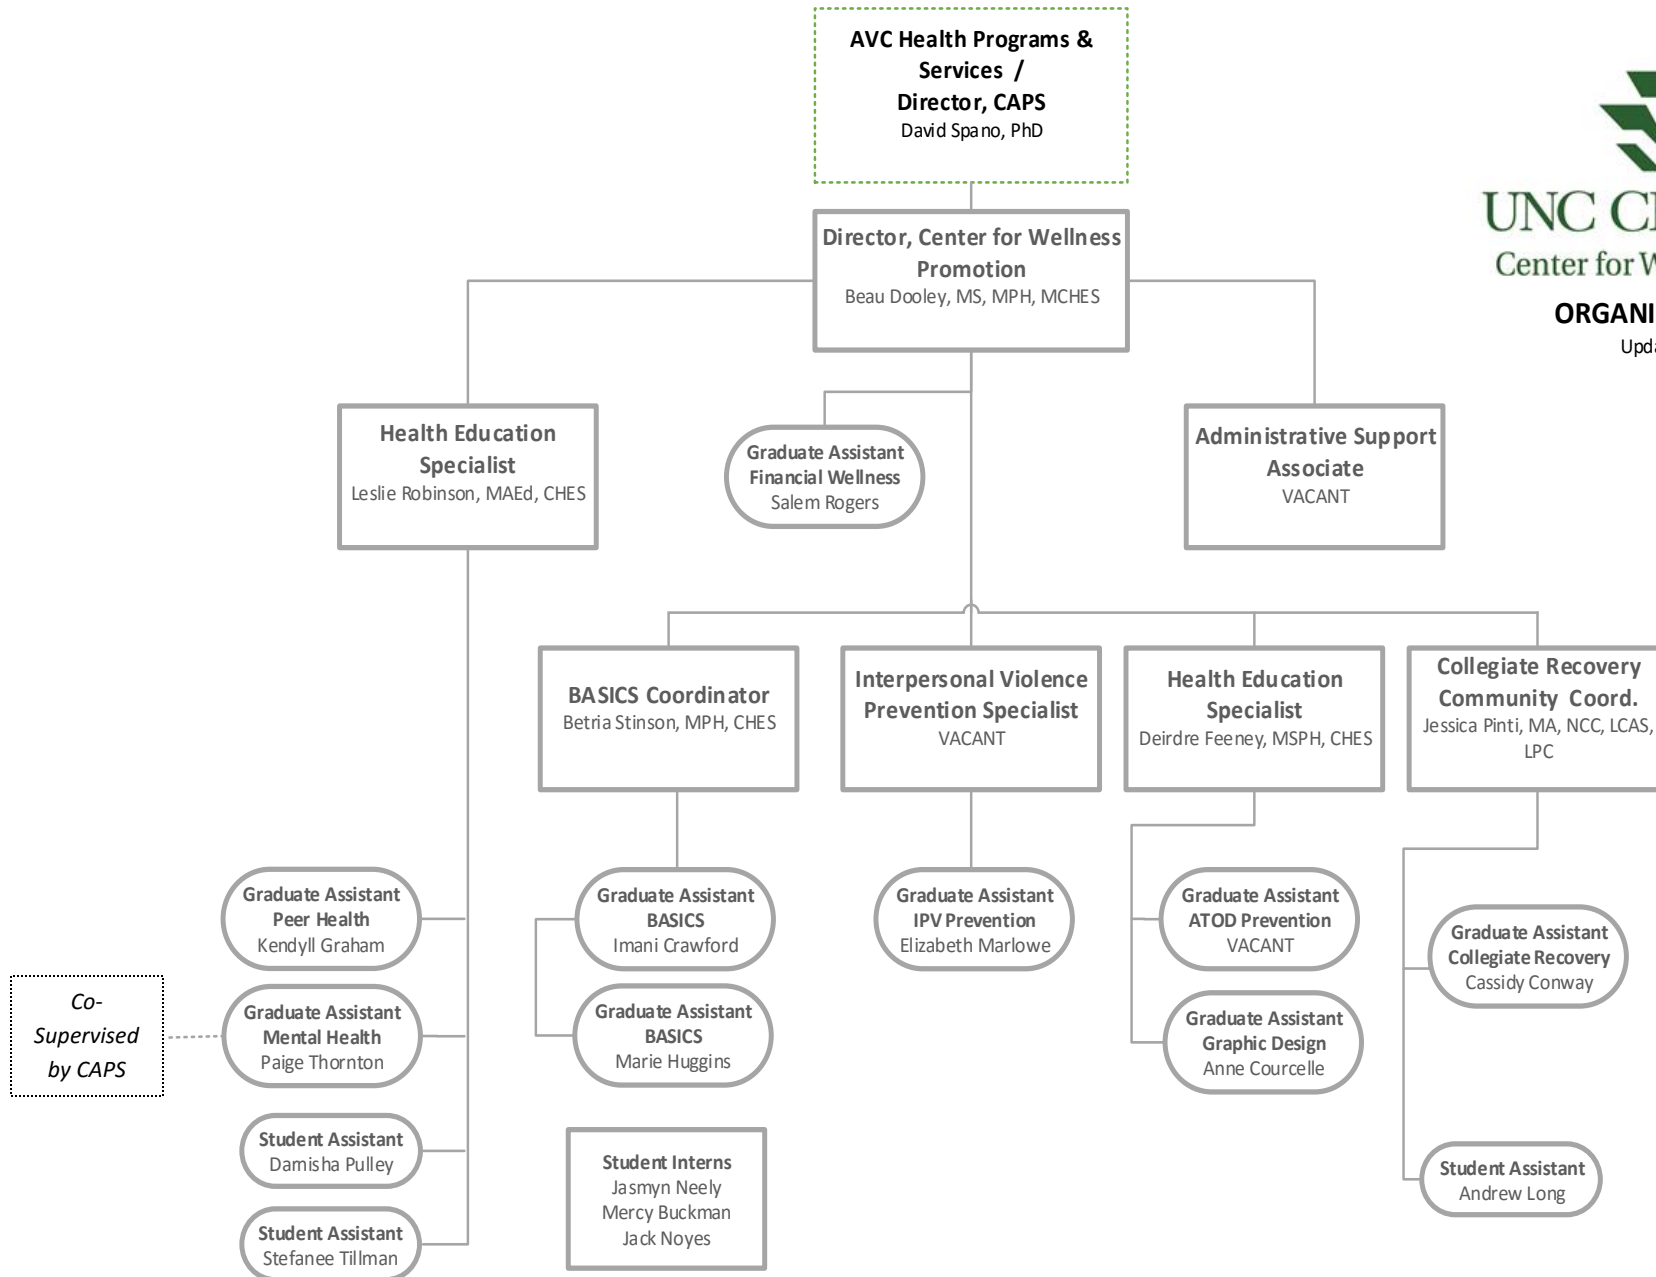 AVC Health Programs &
Services /
Director, CAPS
David Spano, PhD
UNC
Center for
Director, Center for Wellness
Promotion
Beau Dooley, MS, MPH, MCHES
Health Education
Specialist
Leslie Robinson, MAEd, CHES
Graduate Assistant
Financial Wellness
Salem Rogers
Administrative Support
Associate
VACANT
BASICS Coordinator
Betria Stinson, MPH, CHES
Interpersonal Violence
Prevention Specialist
VACANT
Health Education
Specialist
Deirdre Feeney, MSPH, CHES
Collegiate Recovery
Community Coord.
Jessica Pinti, MA, NCC, LCAS,
LPC
Graduate Assistant
Peer Health
Kendyll Graham
Graduate Assistant
BASICS
Imani Crawford
Graduate Assistant
IPV Prevention
Elizabeth Marlowe
Graduate Assistant
ATOD Prevention
VACANT
Graduate Assistant
Collegiate Recovery
Cassidy Conway
Co-
Supervised
by CAPS
Graduate Assistant
Mental Health
Paige Thornton
Graduate Assistant
BASICS
Marie Huggins
Graduate Assistant
Graphic Design
Anne Courcelle
Student Assistant
Damisha Pulley
Student Interns
Jasmyn Neely
Mercy Buckman
Jack Noyes
Student Assistant
Andrew Long
Student Assistant
Stefanee Tillman